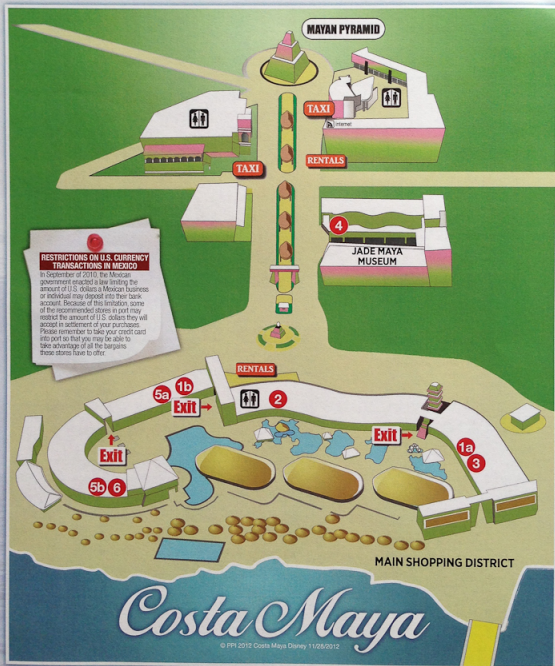 MAYAN PYRAMID
TAXI
internet
TAXI
RENTALS
4
JADE MAYA
MUSEUM
RESTRICTIONS ON U.S. CURRENCY
TRANSACTIONS IN MEXICO
In September of 2010, the Mexican
government enacted a law limiting the
amount of U.S. dollars a Mexican business
or individual may deposit into their bank
account. Because of this limitation, some
of the recommended stores in port may
restrict the amount of U.S. dollars they will
accept in settlement of your purchases.
Please remember to take your credit card
into port so that you may be able to
take advantage of all the bargains
these stores have to offer.
RENTALS
5a
1b
Exit
2
Exit
Exit
1a
3
5b
6
MAIN SHOPPING DISTRICT
Costa Maya
© PPI 2012 Costa Maya Disney 11/28/2012